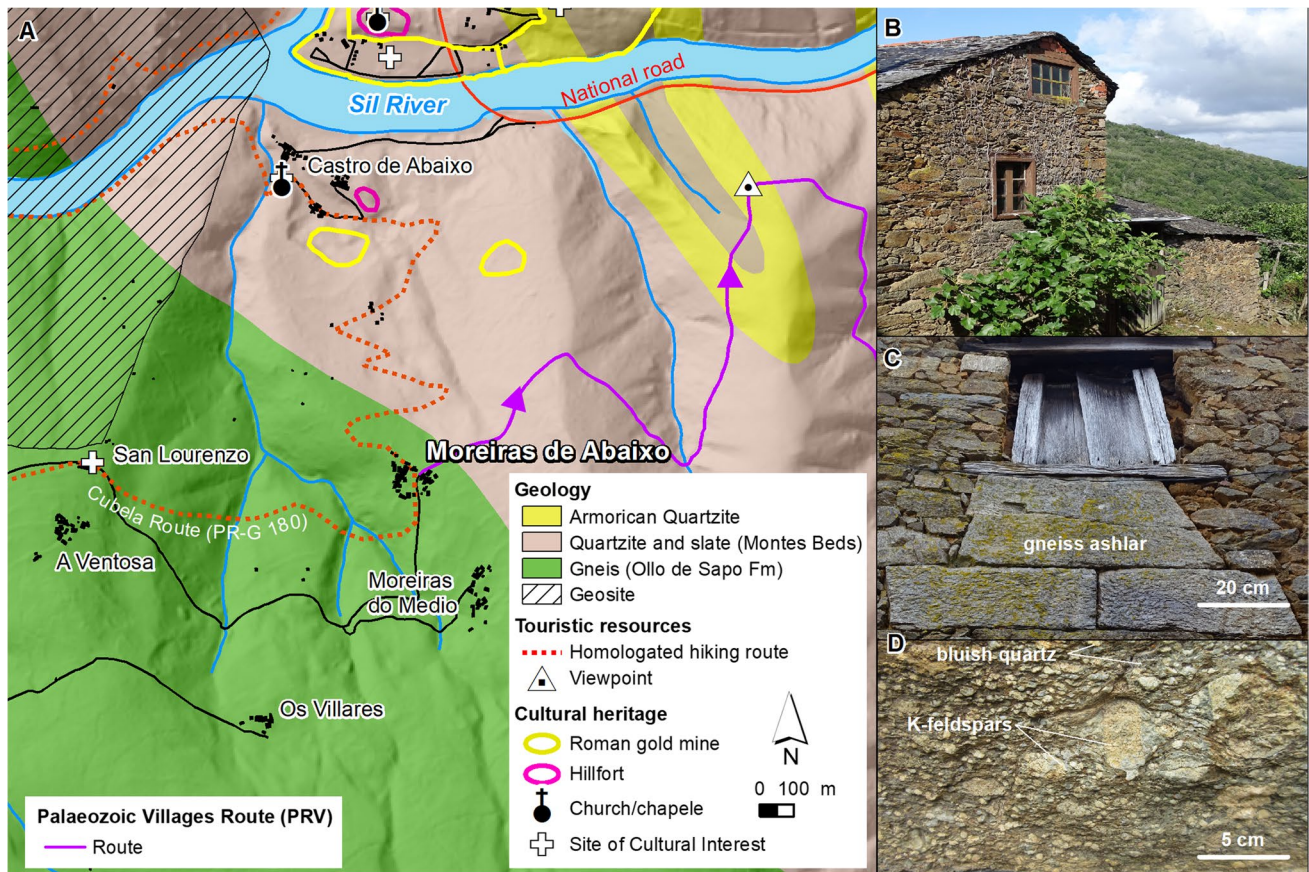 A
National road
Sil River
Castro de Abaixo
Moreiras de Abaixo
San Lourenzo
Cubela Route (PR-G 180)
A Ventosa
Moreiras
do Medio
Os Villares
Geology
Armorican Quartzite
Quartzite and slate (Montes Beds)
Gneis (Ollo de Sapo Fm)
Geosite
Touristic resources
Homologated hiking route
Viewpoint
Cultural heritage
Roman gold mine
Hillfort
Church/chapele
Site of Cultural Interest
N
0 100 m
Palaeozoic Villages Route (PRV)
Route
B
C
gneiss ashlar
20 cm
D
bluish quartz
K-feldspars
5 cm